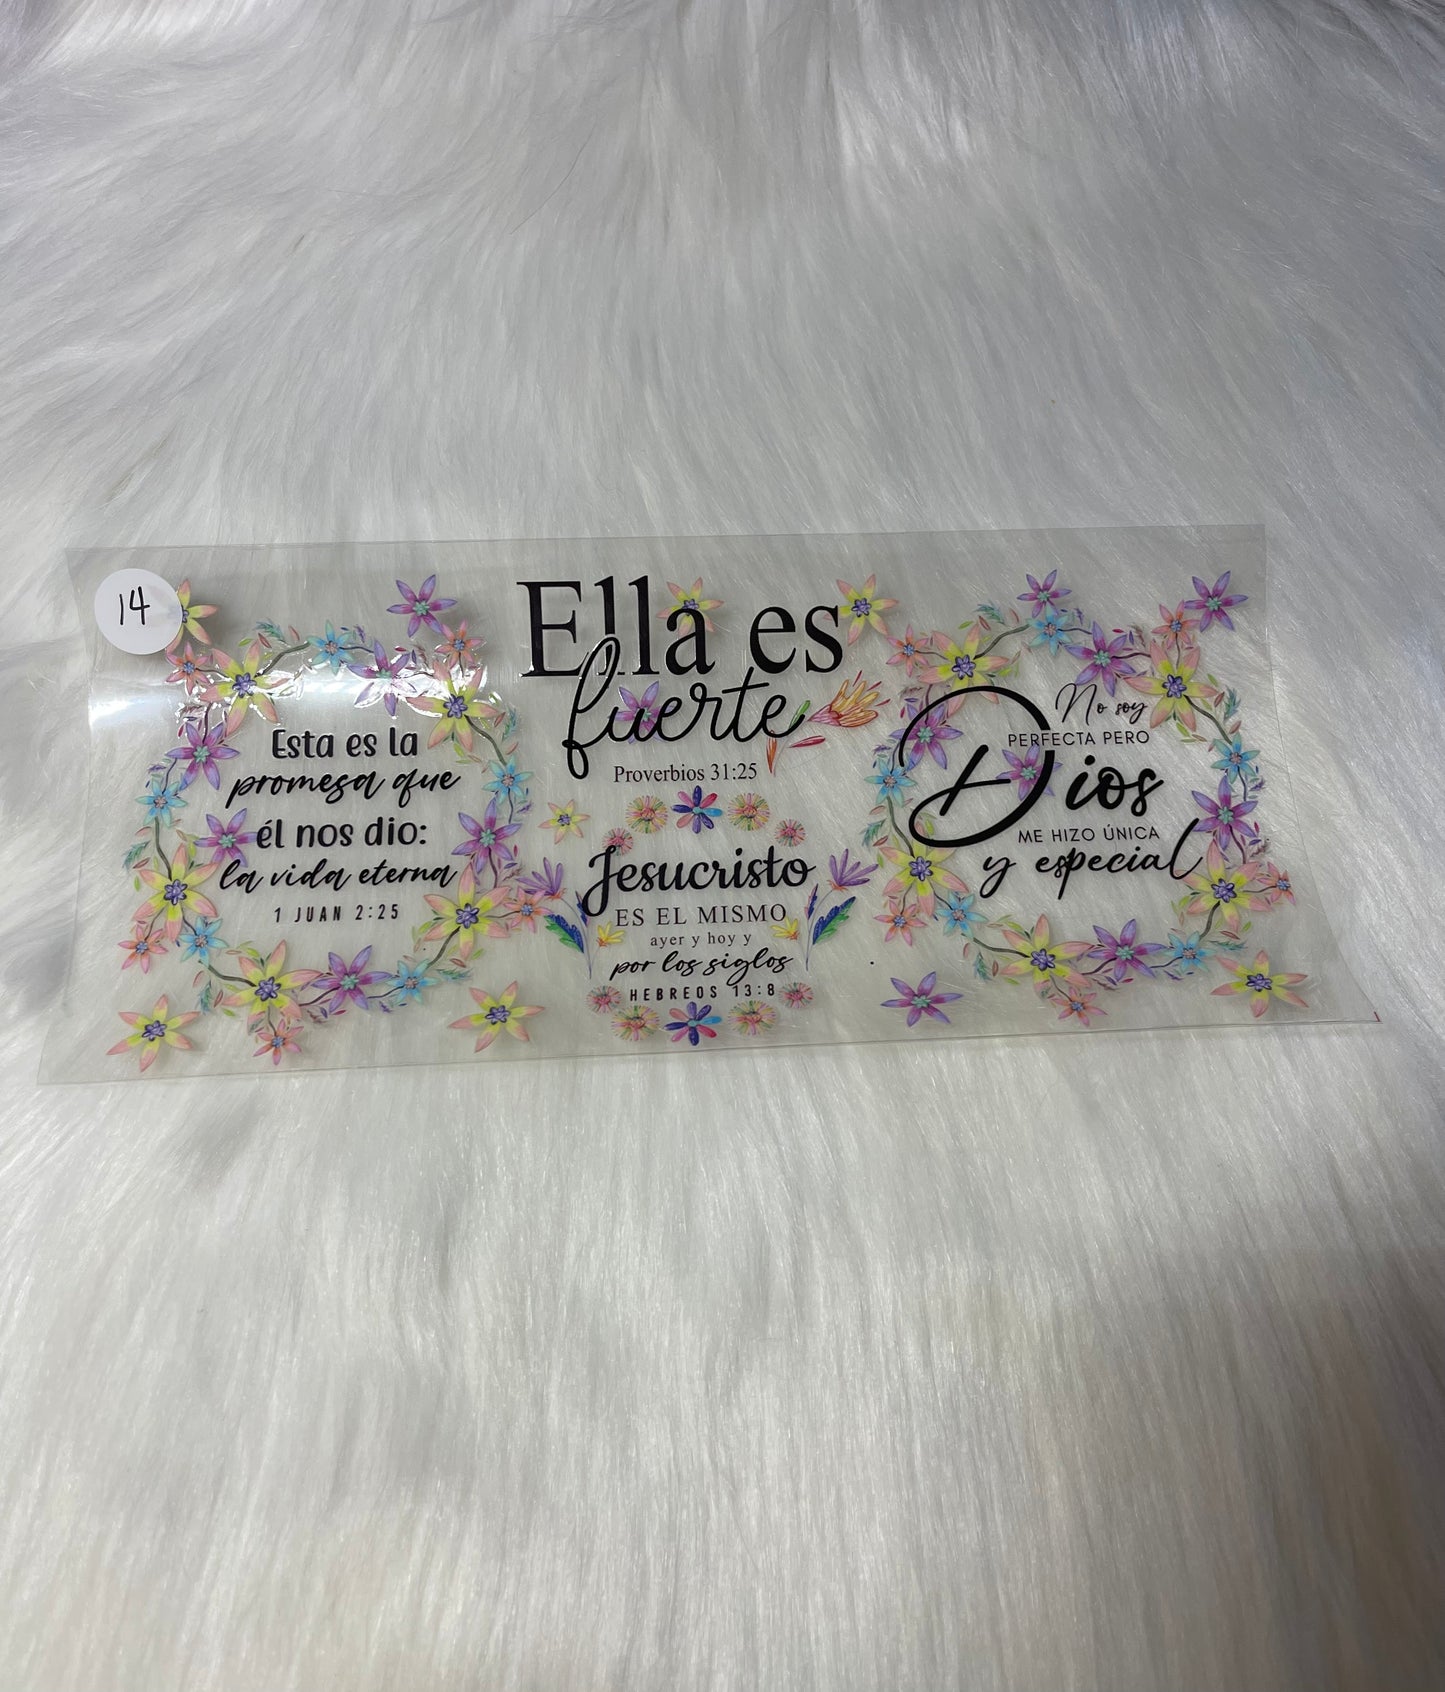 14
Esta es la
promesa que
él nos dio:
la vida eterna
1 JUAN 2:25
Ella es
fuerte
Proverbios 31:25
Jesucristo
ES EL MISMO
ayer y hoy y
por los siglos
HEBREOS 13:8
No soy
PERFECTA PERO
Dios
ME HIZO ÚNICA
y especial